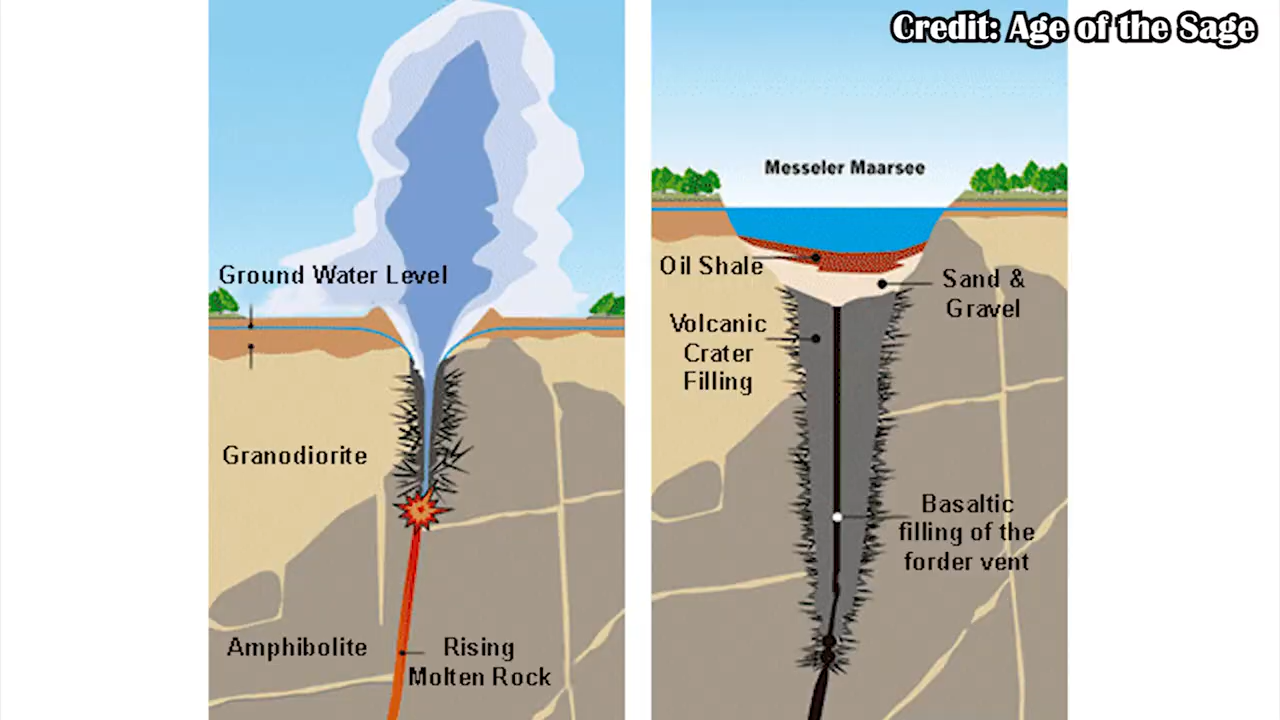 Credit: Age of the Sage
Ground Water Level
Granodiorite
Amphibolite
Rising
Molten Rock
Messeler Maarsee
Oil Shale
Sand &
Gravel
Volcanic
Crater
Filling
Basaltic
filling of the
forder vent